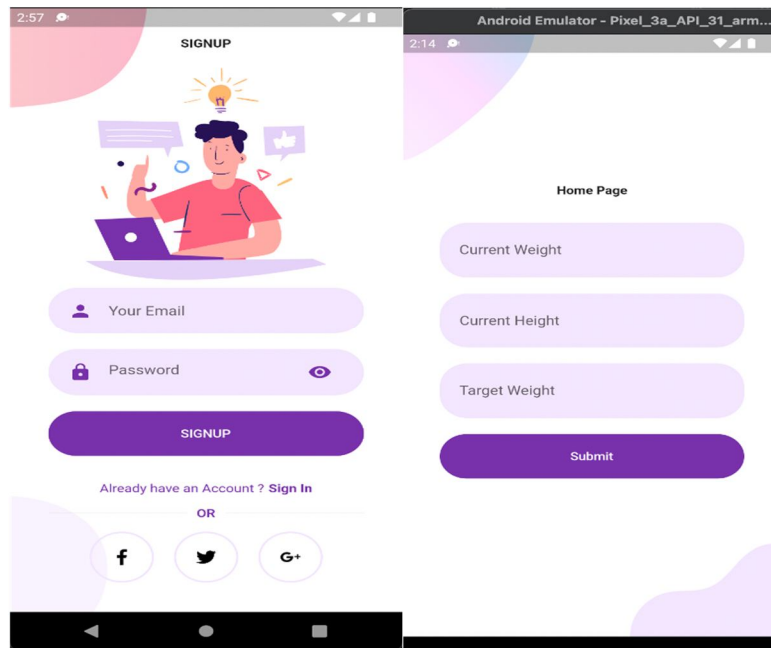 2:57
SIGNUP
Your Email
Password
SIGNUP
Already have an Account ? Sign In
OR
f
G+
Android Emulator - Pixel_3a_API_31_arm...
2:14
Home Page
Current Weight
Current Height
Target Weight
Submit